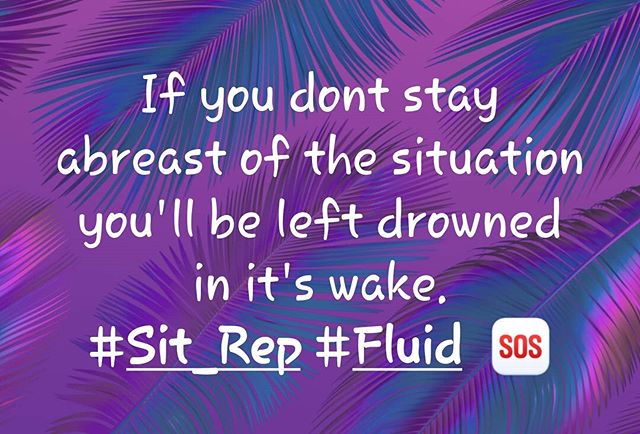 If you dont stay
abreast of the situation
you'll be left drowned
in it's wake.
#Sit_Rep #Fluid SOS